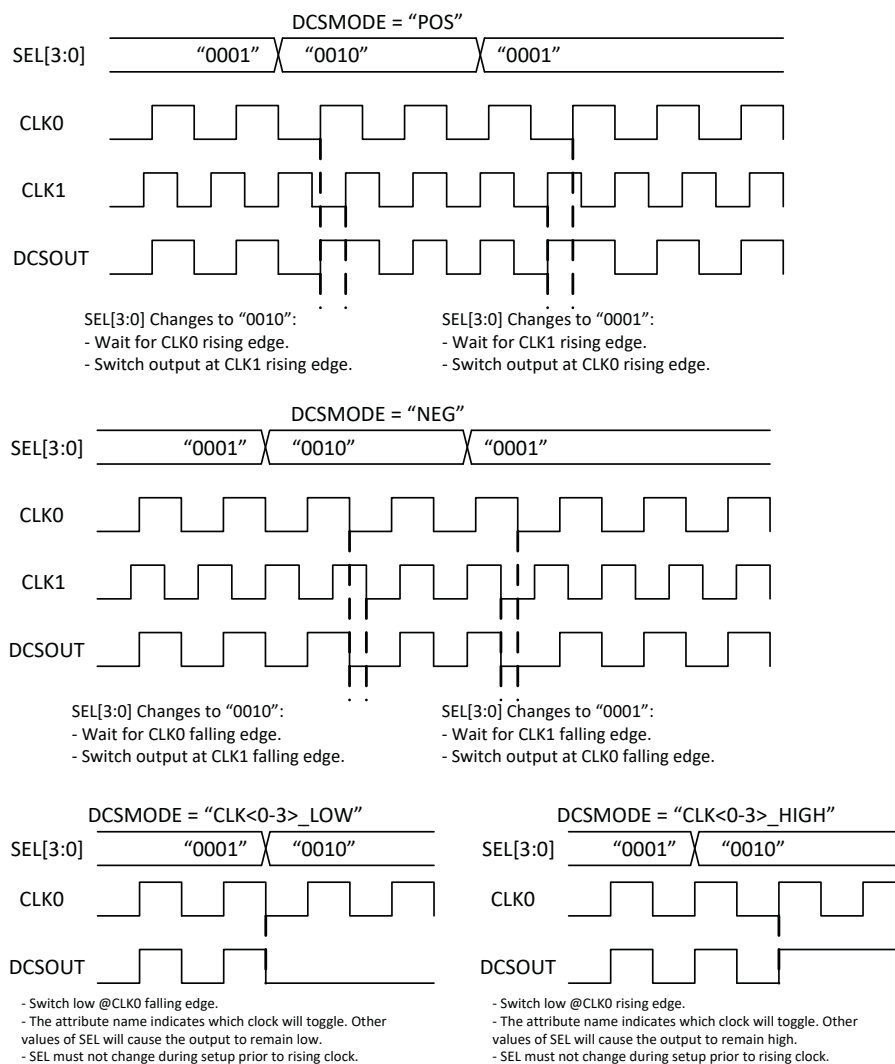 DCSMODE = “POS”
SEL[3:0] “0001” “0010” “0001”
CLK0
CLK1
DCSOUT
SEL[3:0] Changes to “0010”:
- Wait for CLK0 rising edge.
- Switch output at CLK1 rising edge.
SEL[3:0] Changes to “0001”:
- Wait for CLK1 rising edge.
- Switch output at CLK0 rising edge.
DCSMODE = “NEG”
SEL[3:0] “0001” “0010” “0001”
CLK0
CLK1
DCSOUT
SEL[3:0] Changes to “0010”:
- Wait for CLK0 falling edge.
- Switch output at CLK1 falling edge.
SEL[3:0] Changes to “0001”:
- Wait for CLK1 falling edge.
- Switch output at CLK0 falling edge.
DCSMODE = “CLK<0-3>_LOW”
SEL[3:0] “0001” “0010”
CLK0
DCSOUT
- Switch low @CLK0 falling edge.
- The attribute name indicates which clock will toggle. Other
values of SEL will cause the output to remain low.
- SEL must not change during setup prior to rising clock.
DCSMODE = “CLK<0-3>_HIGH”
SEL[3:0] “0001” “0010”
CLK0
DCSOUT
- Switch low @CLK0 rising edge.
- The attribute name indicates which clock will toggle. Other
values of SEL will cause the output to remain high.
- SEL must not change during setup prior to rising clock.